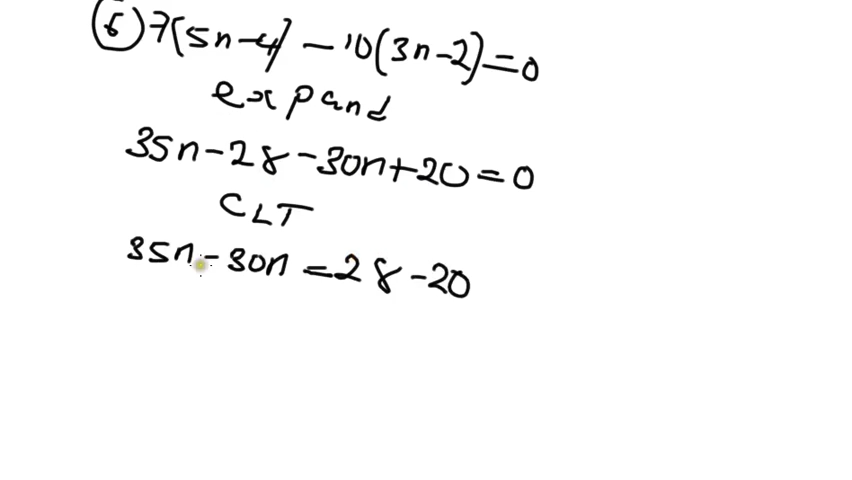 ⑥ 7(5n-4) - 10(3n-2) = 0
expand
35n - 28 - 30n + 20 = 0
CLT
35n - 30n = 28 - 20